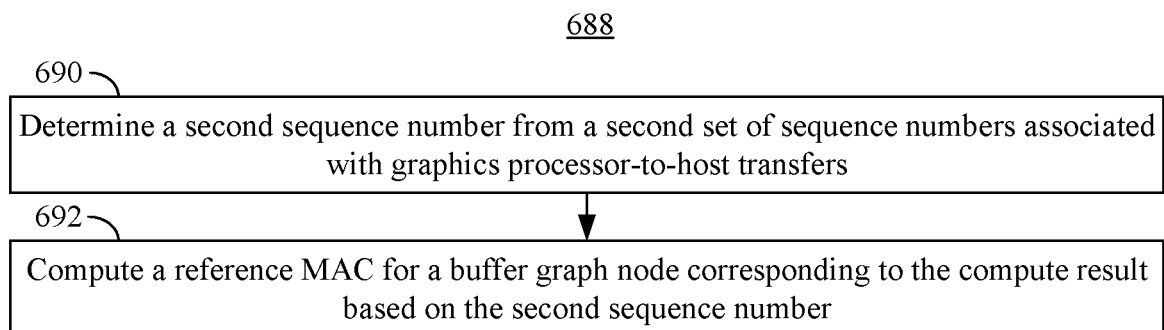 688
690
Determine a second sequence number from a second set of sequence numbers associated
with graphics processor-to-host transfers
692
Compute a reference MAC for a buffer graph node corresponding to the compute result
based on the second sequence number